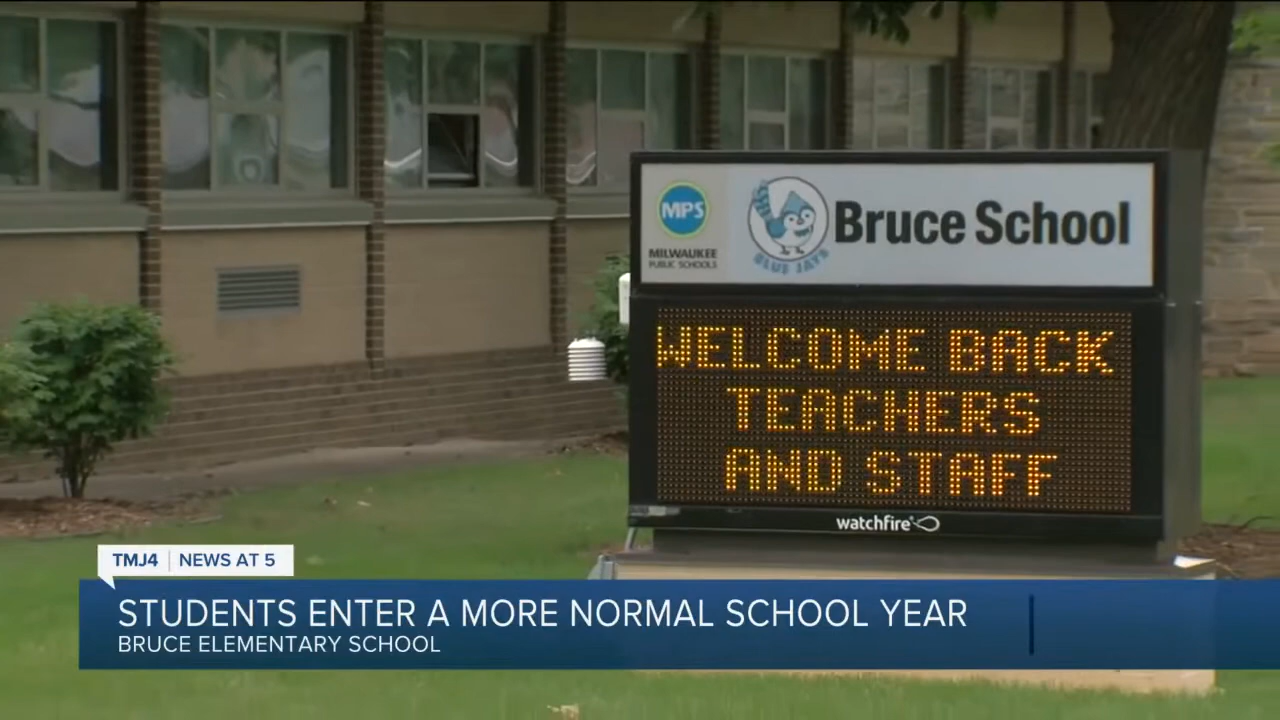 MPS
MILWAUKEE
PUBLIC SCHOOLS
BLUE JAYS
Bruce School
WELCOME BACK
TEACHERS
AND STAFF
watchfire
TMJ4 NEWS AT 5
STUDENTS ENTER A MORE NORMAL SCHOOL YEAR
BRUCE ELEMENTARY SCHOOL